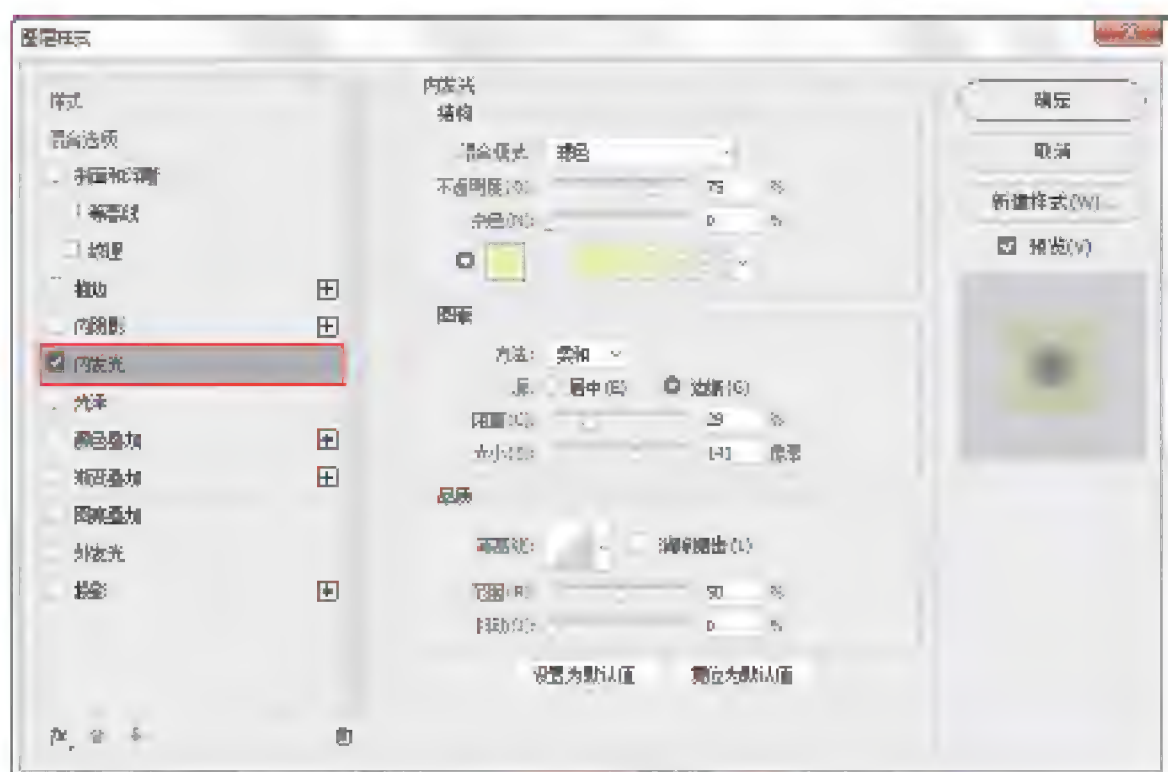 图层样式
样式
混合选项
斜面和浮雕
等高线
纹理
描边
内阴影
内发光
光泽
颜色叠加
渐变叠加
图案叠加
外发光
投影
fx
内发光
结构
混合模式: 滤色
不透明度(O): 75 %
杂色(N): 0 %
图素
方法: 柔和
源: 居中(E) 边缘(G)
阻塞(C): 29 %
大小(S): 141 像素
品质
等高线: 消除锯齿(L)
范围(R): 50 %
抖动(J): 0 %
设置为默认值 复位为默认值
确定
取消
新建样式(W)...
预览(V)